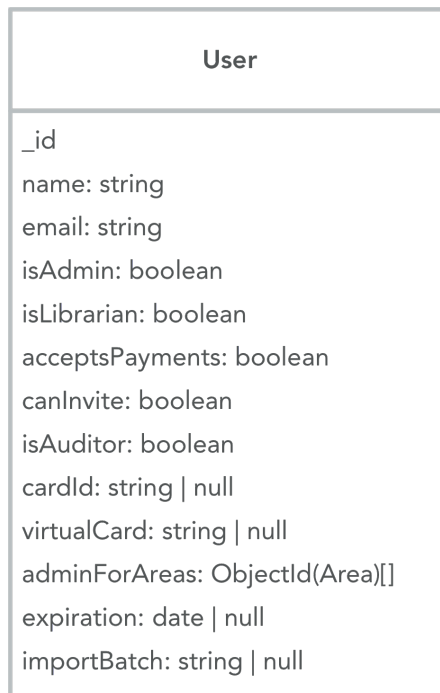 User
_id
name: string
email: string
isAdmin: boolean
isLibrarian: boolean
acceptsPayments: boolean
canInvite: boolean
isAuditor: boolean
cardId: string | null
virtualCard: string | null
adminForAreas: ObjectId(Area)[]
expiration: date | null
importBatch: string | null